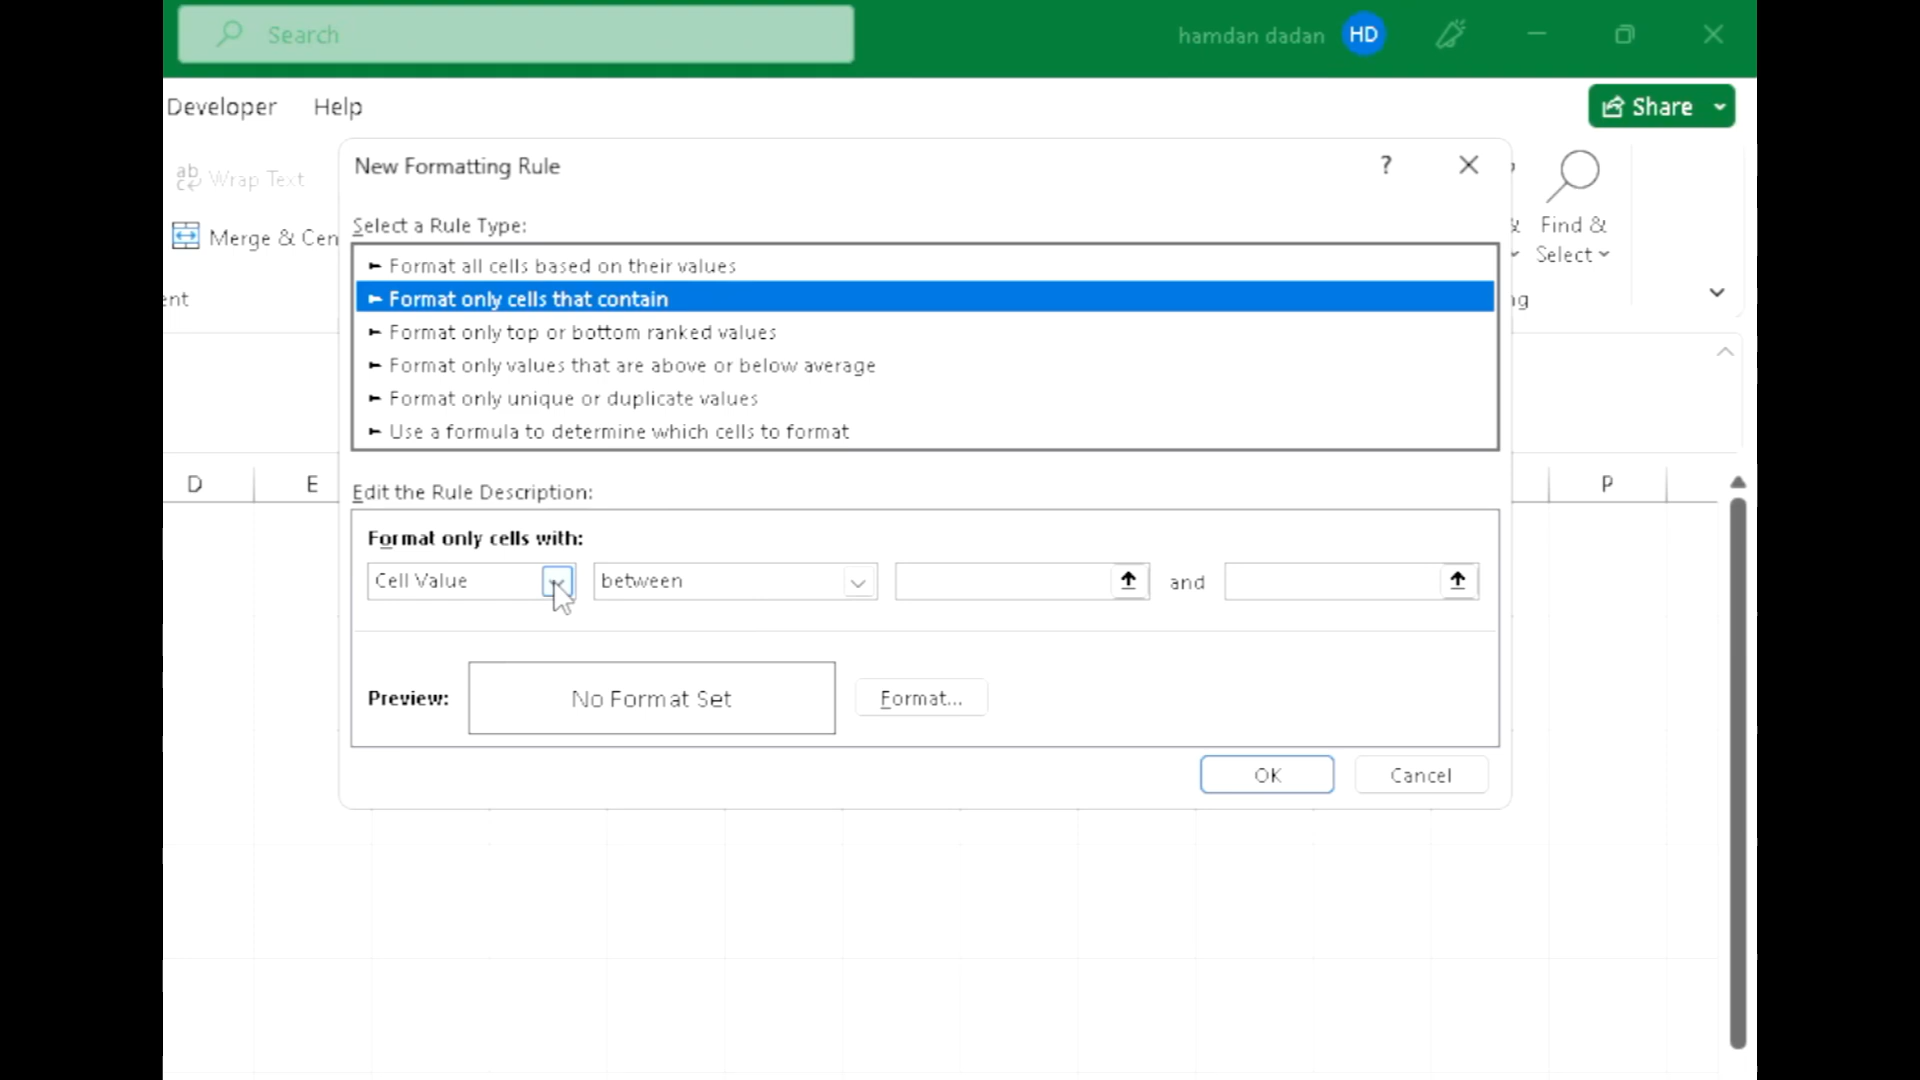 Search
hamdan dadan HD
Developer Help
Share
Wrap Text
Merge & Cen
ent
New Formatting Rule
?
Select a Rule Type:
► Format all cells based on their values
► Format only cells that contain
► Format only top or bottom ranked values
► Format only values that are above or below average
► Format only unique or duplicate values
► Use a formula to determine which cells to format
&
Find &
Select
ng
D E P
Edit the Rule Description:
Format only cells with:
Cell Value between and
Preview: No Format Set Format...
OK Cancel